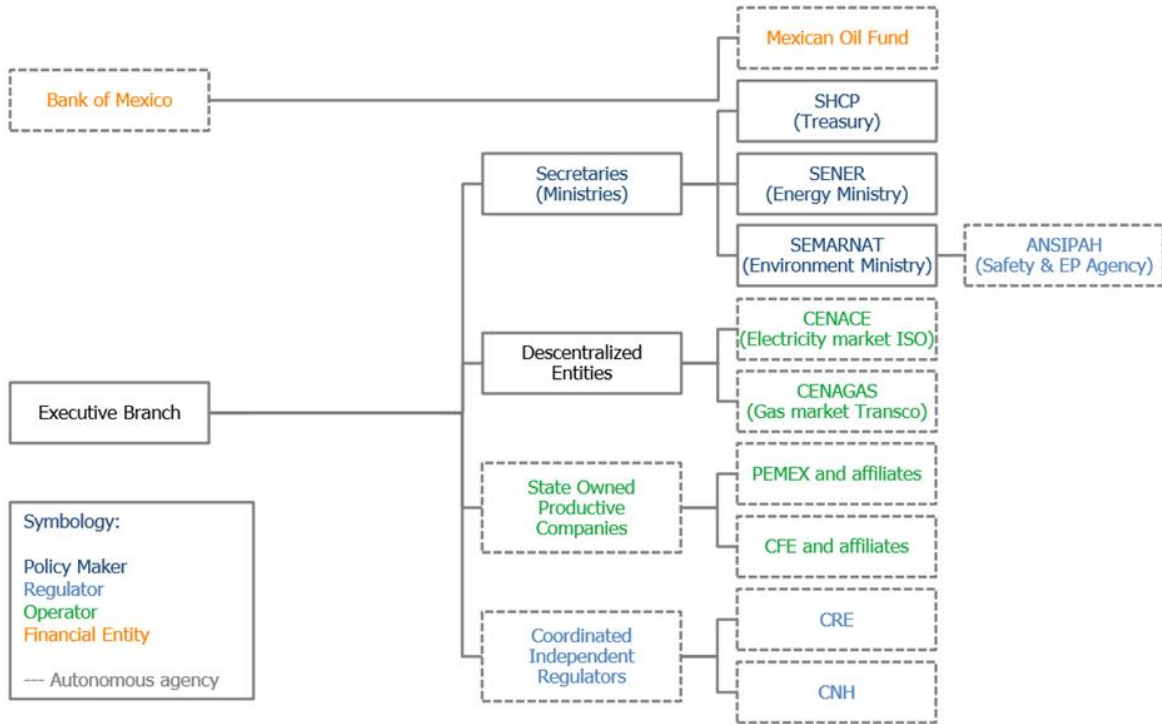 Mexican Oil Fund
Bank of Mexico
SHCP
(Treasury)
Secretaries
(Ministries)
SENER
(Energy Ministry)
SEMARNAT
(Environment Ministry)
ANSIPAH
(Safety & EP Agency)
CENACE
(Electricity market ISO)
Descentralized
Entities
CENAGAS
(Gas market Transco)
Executive Branch
PEMEX and affiliates
State Owned
Productive
Companies
CFE and affiliates
Coordinated
Independent
Regulators
CRE
CNH
Symbology:
Policy Maker
Regulator
Operator
Financial Entity
--- Autonomous agency